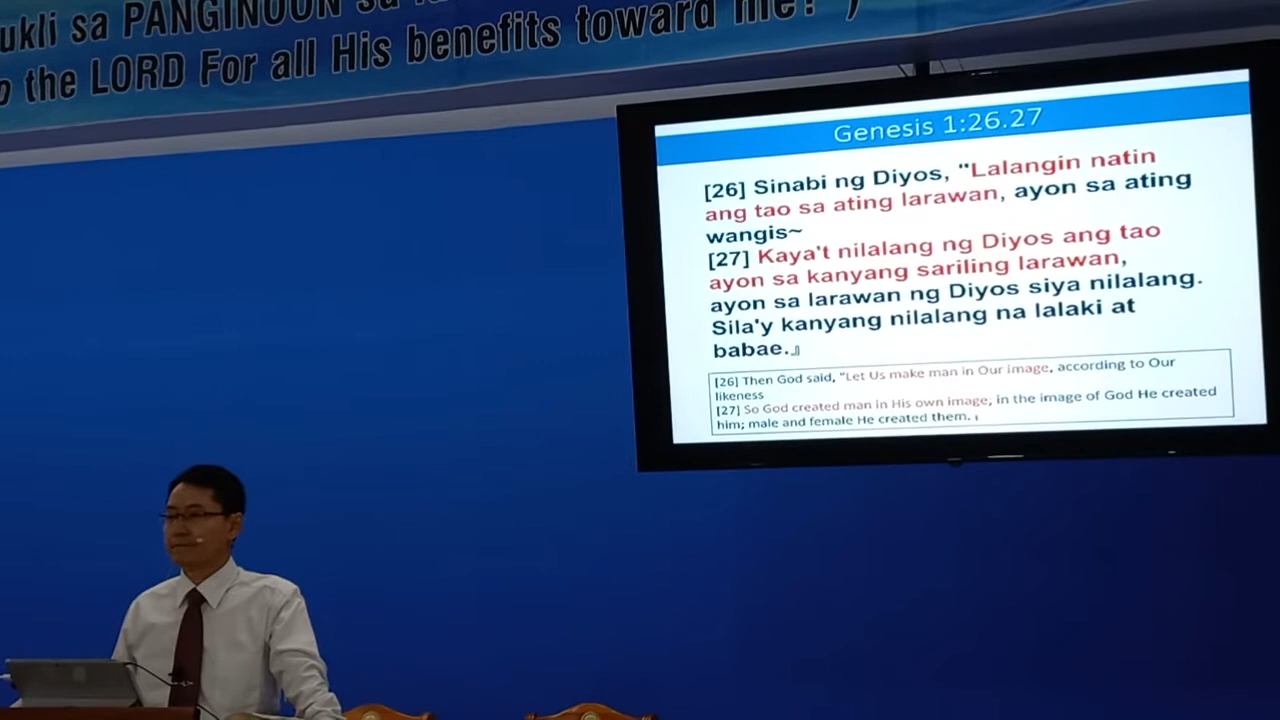 ukli sa PANGINOON sa
to the LORD For all His benefits toward me?")
Genesis 1:26.27
[26] Sinabi ng Diyos, "Lalangin natin
ang tao sa ating larawan, ayon sa ating
wangis~
[27] Kaya't nilalang ng Diyos ang tao
ayon sa kanyang sariling larawan,
ayon sa larawan ng Diyos siya nilalang.
Sila'y kanyang nilalang na lalaki at
babae.』
[26] Then God said, "Let Us make man in Our image, according to Our
likeness
[27] So God created man in His own image; in the image of God He created
him; male and female He created them.